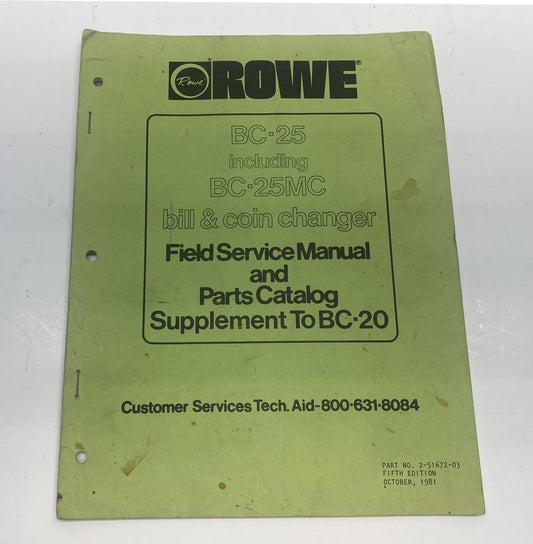 Rowe ROWE®
BC·25
including
BC·25MC
bill & coin changer
Field Service Manual
and
Parts Catalog
Supplement To BC·20
Customer Services Tech. Aid-800·631·8084
PART NO. 2-51672-03
FIFTH EDITION
OCTOBER, 1981